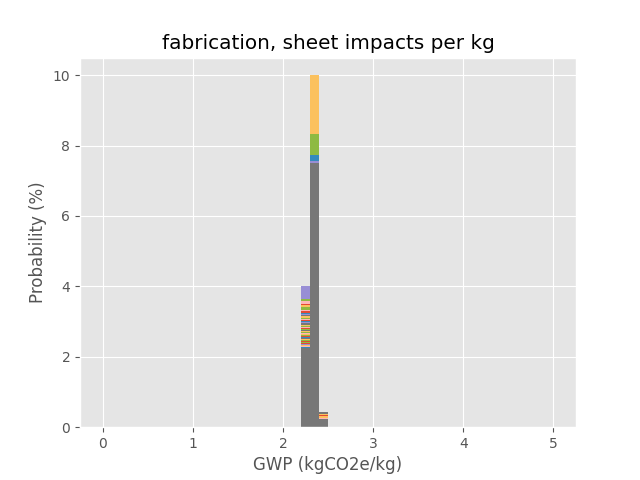 fabrication, sheet impacts per kg
Probability (%)
10
8
6
4
2
0
0 1 2 3 4 5
GWP (kgCO2e/kg)